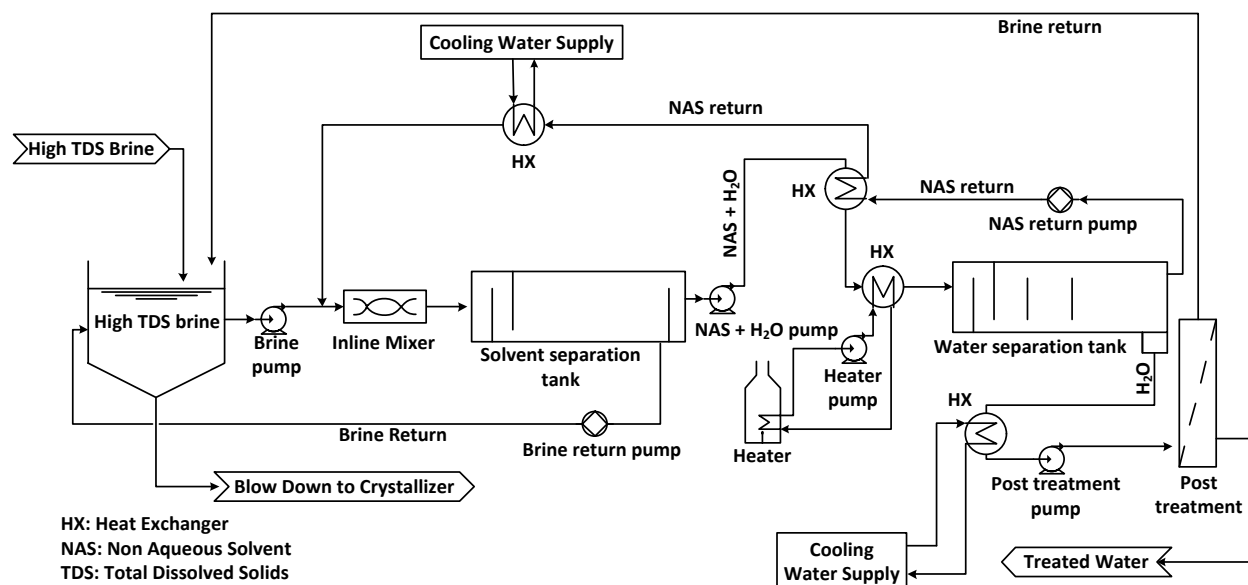 Brine return
Cooling Water Supply
NAS return
High TDS Brine
HX
HX
NAS + H₂O
NAS return
NAS return pump
HX
High TDS brine
Brine
pump
Inline Mixer
Solvent separation
tank
NAS + H₂O pump
Heater
pump
Water separation tank
H₂O
HX
Brine Return
Brine return pump
Heater
Post treatment
pump
Post
treatment
Blow Down to Crystallizer
HX: Heat Exchanger
NAS: Non Aqueous Solvent
TDS: Total Dissolved Solids
Cooling
Water Supply
Treated Water